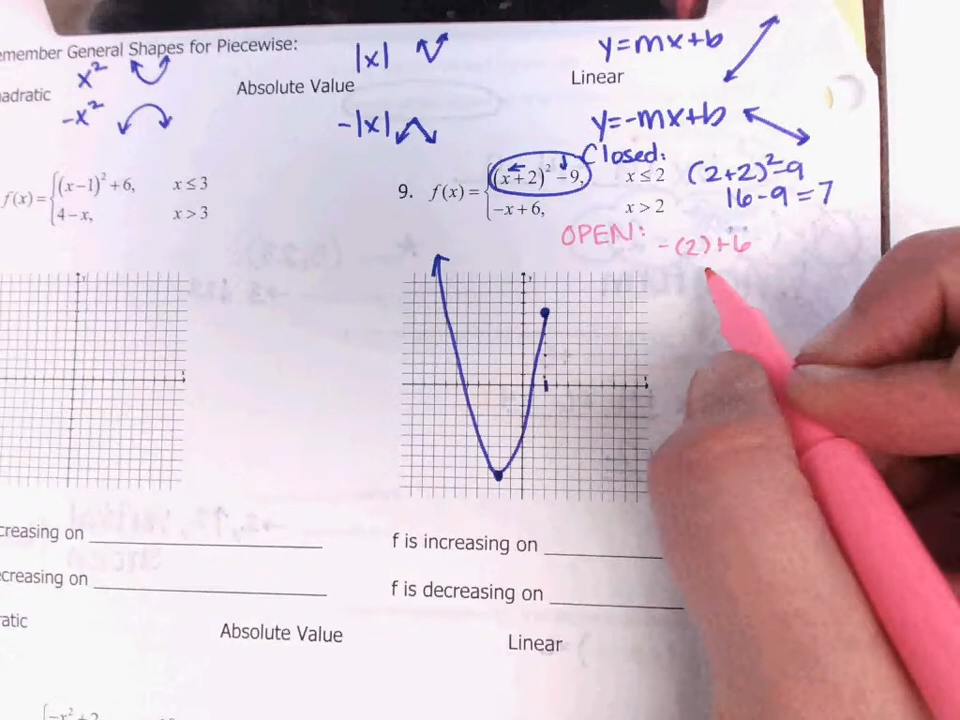 emember General Shapes for Piecewise:
x²
|x|
y=mx+b
adratic
Absolute Value
Linear
-x²
-|x|
y=-mx+b
Closed:
f(x)={(x−1)²+6, x≤3
4−x, x>3
9. f(x)={(x+2)²−9, x≤2
−x+6, x>2
(2+2)²-9
16-9=7
OPEN: -(2)+6
creasing on
f is increasing on
creasing on
f is decreasing on
ratic
Absolute Value
Linear